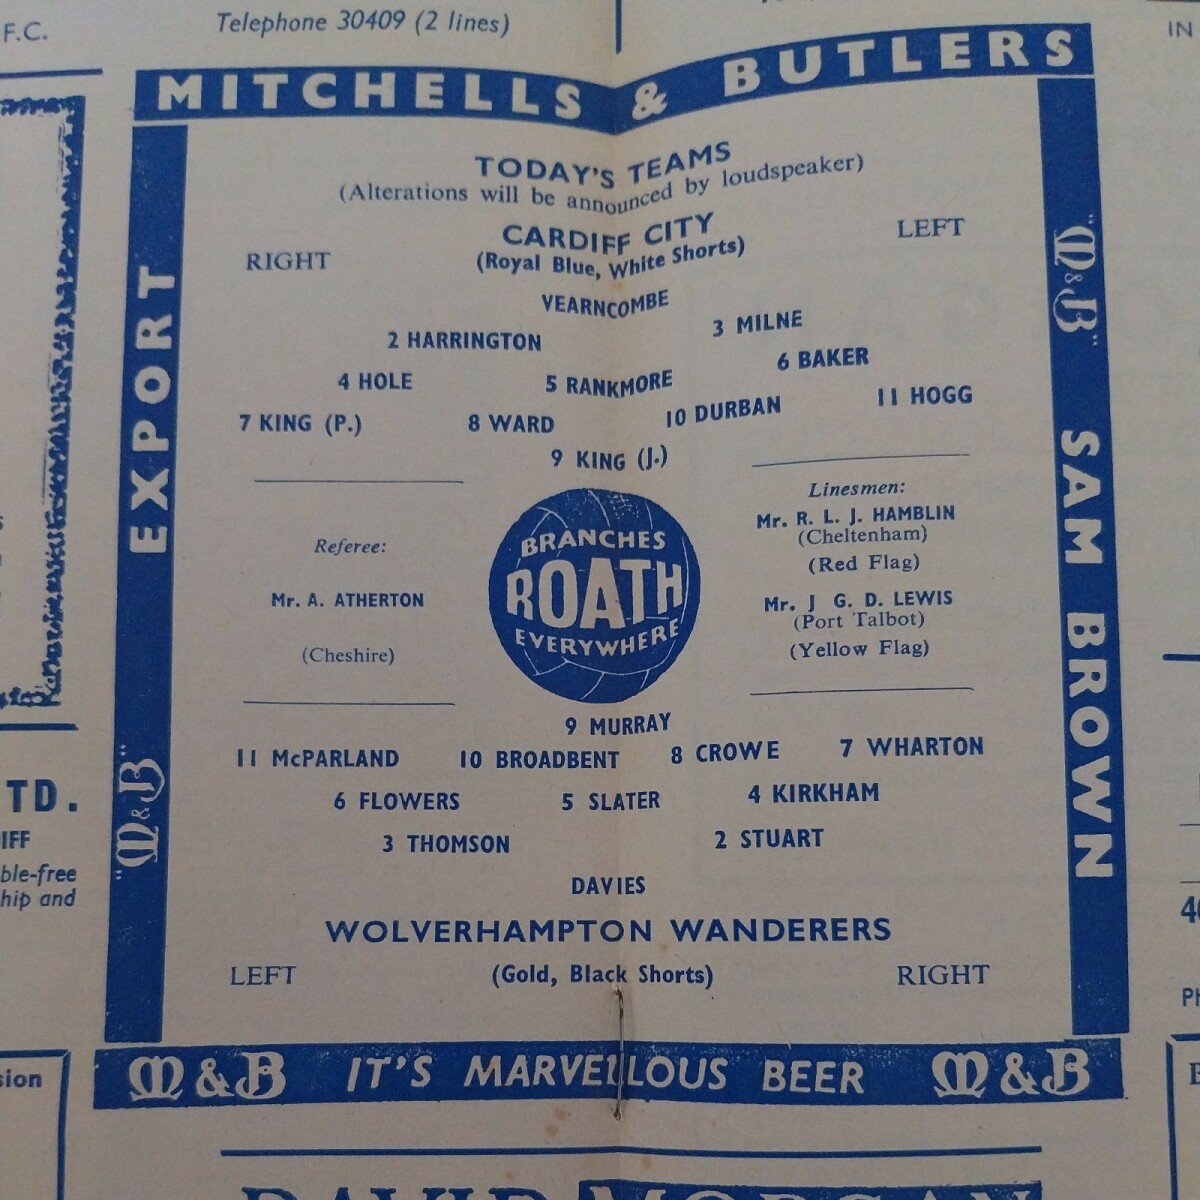 F.C.
Telephone 30409 (2 lines)
IN
MITCHELLS & BUTLERS
EXPORT
"M&B"
"M&B"
SAM BROWN
TODAY'S TEAMS
(Alterations will be announced by loudspeaker)
CARDIFF CITY
(Royal Blue, White Shorts)
RIGHT
LEFT
VEARNCOMBE
2 HARRINGTON
3 MILNE
4 HOLE
5 RANKMORE
6 BAKER
7 KING (P.)
8 WARD
10 DURBAN
11 HOGG
9 KING (J.)
Referee:
Mr. A. ATHERTON
(Cheshire)
BRANCHES
ROATH
EVERYWHERE
Linesmen:
Mr. R. L. J. HAMBLIN
(Cheltenham)
(Red Flag)
Mr. J G. D. LEWIS
(Port Talbot)
(Yellow Flag)
9 MURRAY
11 McPARLAND
10 BROADBENT
8 CROWE
7 WHARTON
6 FLOWERS
5 SLATER
4 KIRKHAM
3 THOMSON
2 STUART
DAVIES
WOLVERHAMPTON WANDERERS
LEFT
(Gold, Black Shorts)
RIGHT
M&B IT'S MARVELLOUS BEER M&B
TD.
IFF
ble-free
hip and
sion
40
PH
DAVID MORGAN